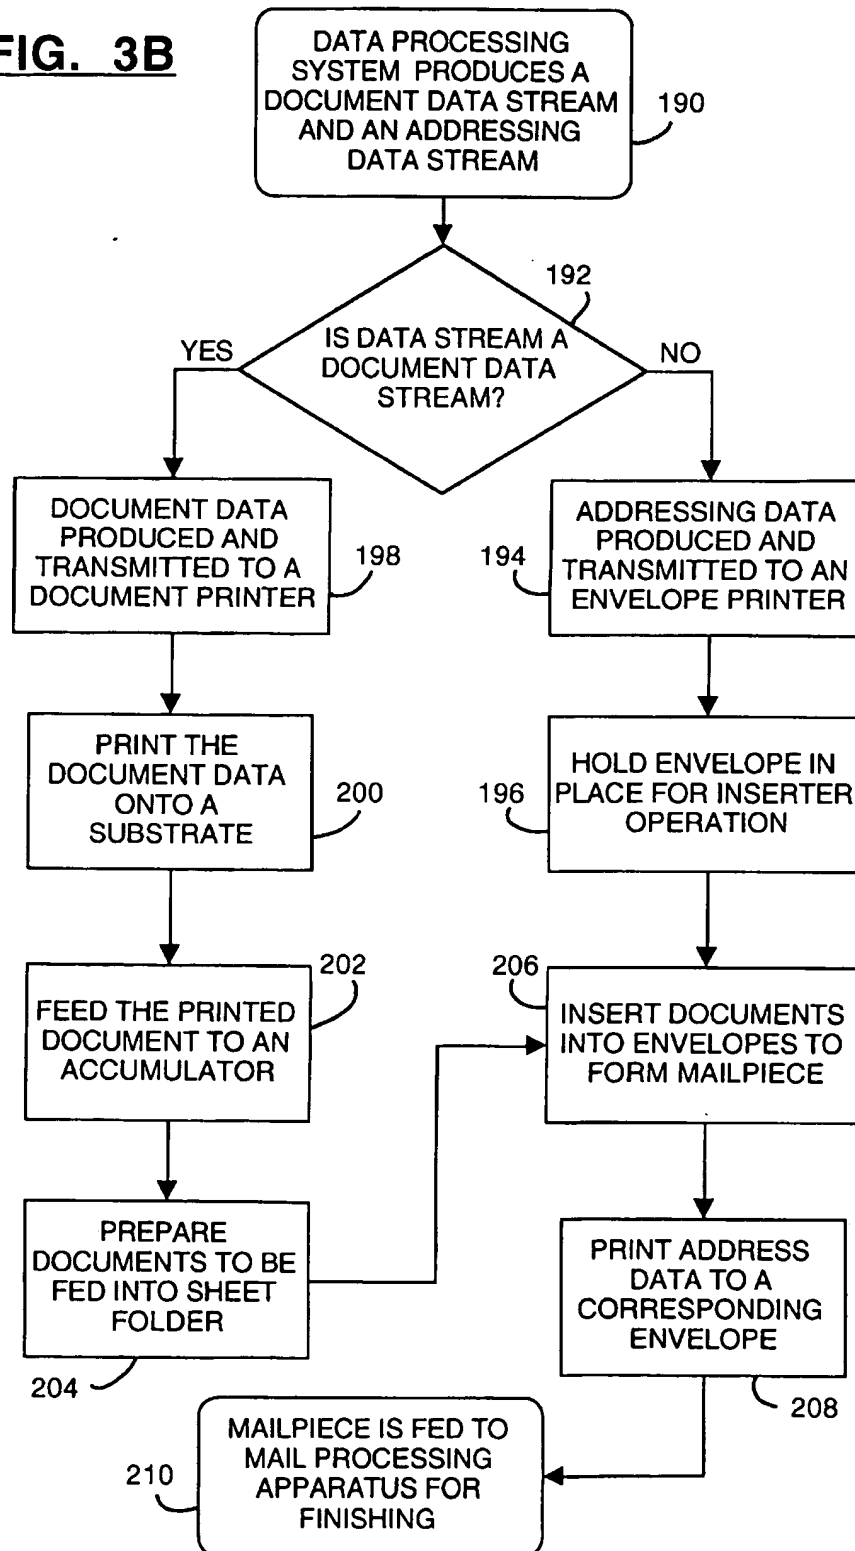 FIG. 3B
DATA PROCESSING
SYSTEM PRODUCES A
DOCUMENT DATA STREAM
AND AN ADDRESSING
DATA STREAM
190
192
IS DATA STREAM A
DOCUMENT DATA
STREAM?
YES
NO
DOCUMENT DATA
PRODUCED AND
TRANSMITTED TO A
DOCUMENT PRINTER
198
194
ADDRESSING DATA
PRODUCED AND
TRANSMITTED TO AN
ENVELOPE PRINTER
PRINT THE
DOCUMENT DATA
ONTO A
SUBSTRATE
200
196
HOLD ENVELOPE IN
PLACE FOR INSERTER
OPERATION
FEED THE PRINTED
DOCUMENT TO AN
ACCUMULATOR
202
206
INSERT DOCUMENTS
INTO ENVELOPES TO
FORM MAILPIECE
PREPARE
DOCUMENTS TO BE
FED INTO SHEET
FOLDER
204
PRINT ADDRESS
DATA TO A
CORRESPONDING
ENVELOPE
208
MAILPIECE IS FED TO
MAIL PROCESSING
APPARATUS FOR
FINISHING
210